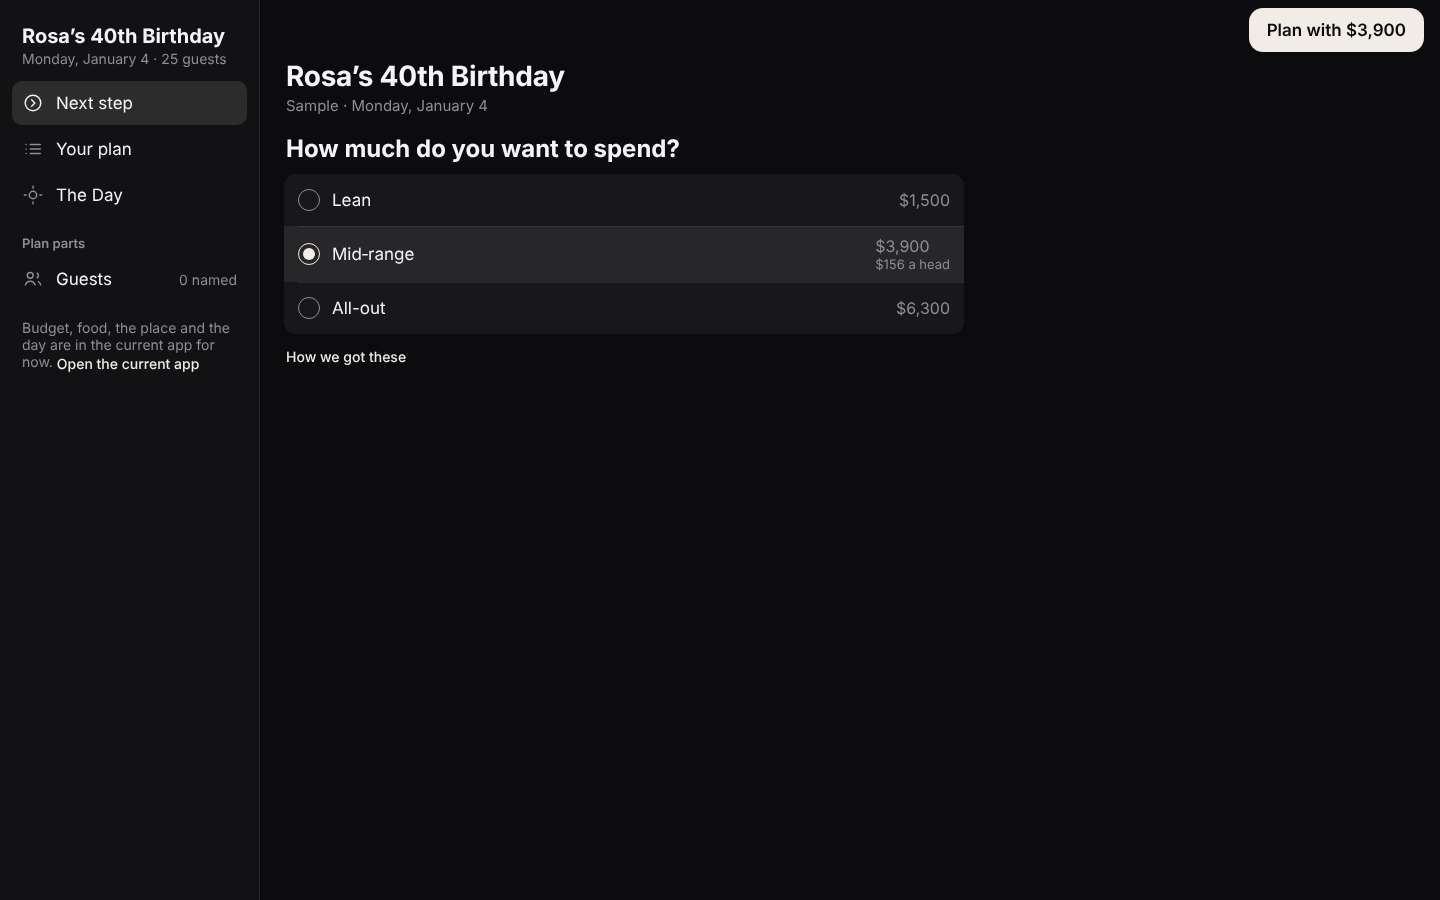 Rosa’s 40th Birthday
Monday, January 4 · 25 guests
Next step
Your plan
The Day
Plan parts
Guests 0 named
Budget, food, the place and the
day are in the current app for
now. Open the current app
Plan with $3,900
Rosa’s 40th Birthday
Sample · Monday, January 4
How much do you want to spend?
Lean $1,500
Mid-range $3,900
$156 a head
All-out $6,300
How we got these